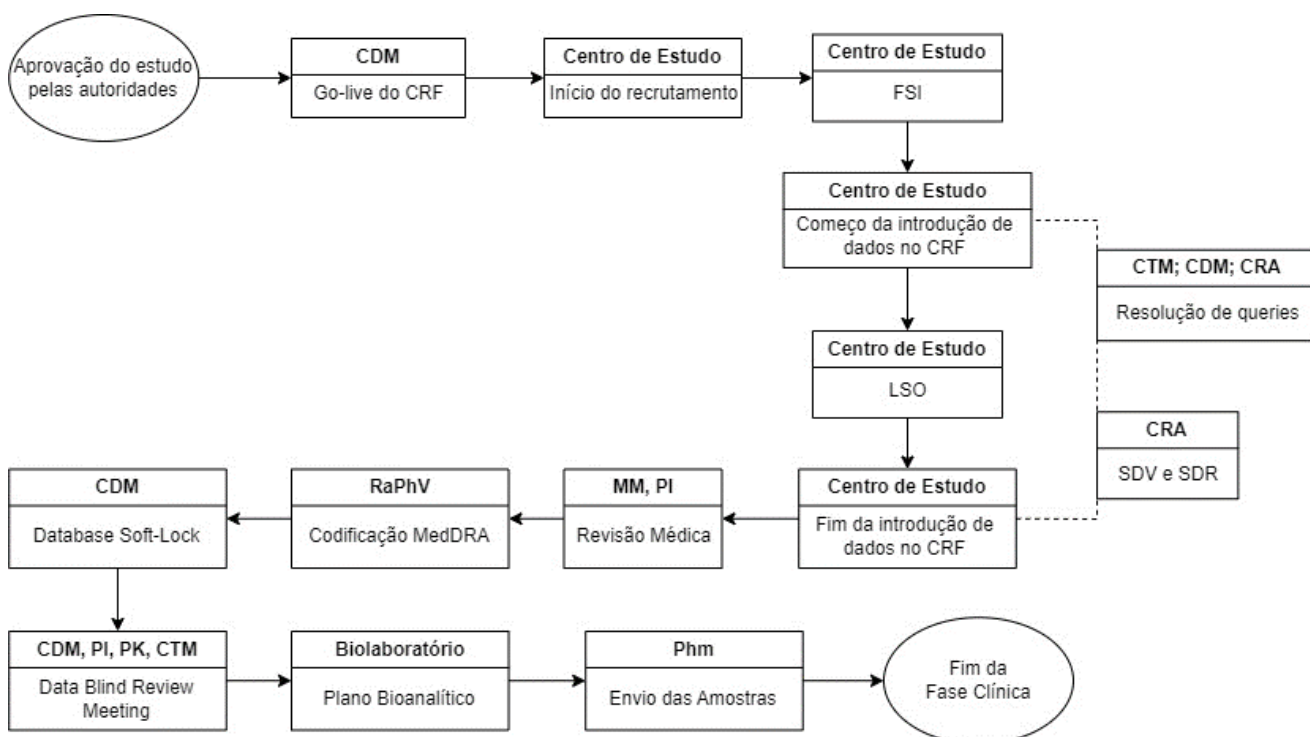 Aprovação do estudo
pelas autoridades
CDM
Go-live do CRF
Centro de Estudo
Início do recrutamento
Centro de Estudo
FSI
Centro de Estudo
Começo da introdução de
dados no CRF
CTM; CDM; CRA
Resolução de queries
Centro de Estudo
LSO
CRA
SDV e SDR
Centro de Estudo
Fim da introdução de
dados no CRF
MM, PI
Revisão Médica
RaPhV
Codificação MedDRA
CDM
Database Soft-Lock
CDM, PI, PK, CTM
Data Blind Review
Meeting
Biolaboratório
Plano Bioanalítico
Phm
Envio das Amostras
Fim da
Fase Clínica